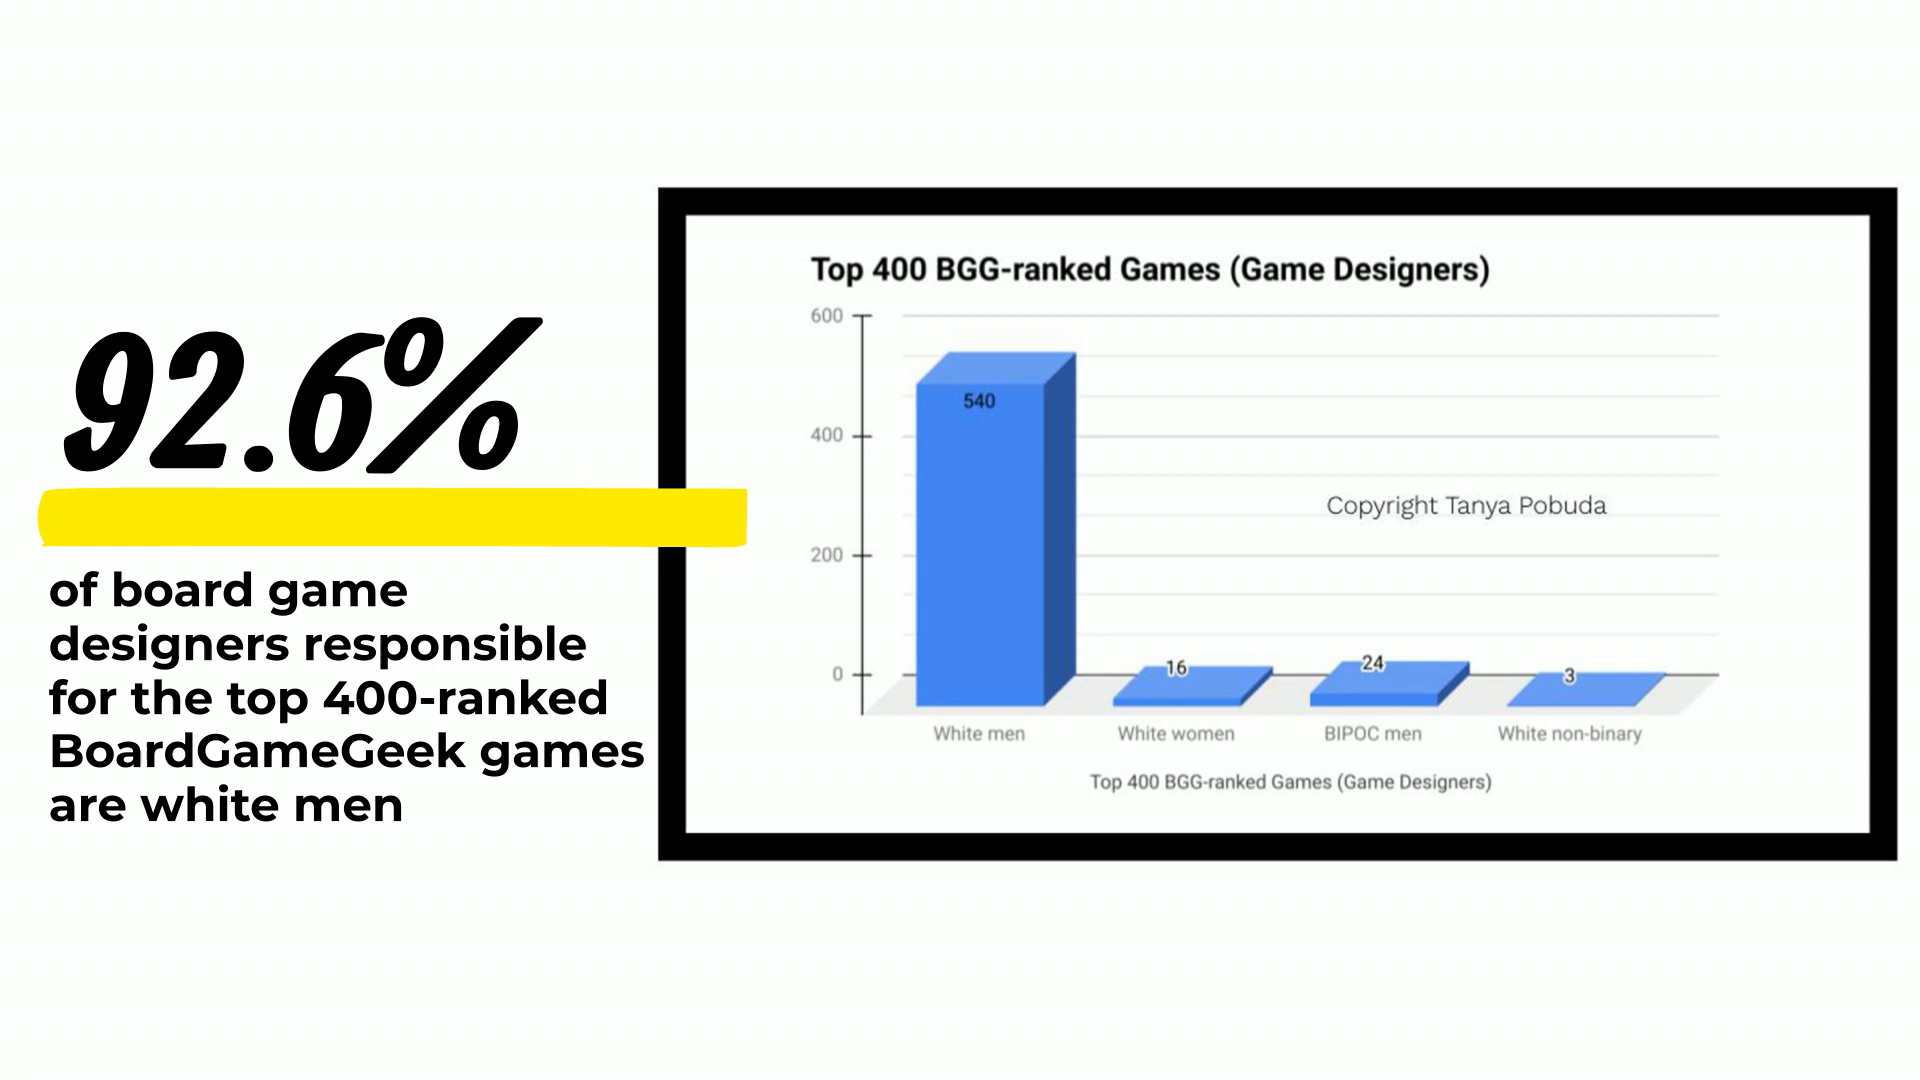 92.6%
of board game
designers responsible
for the top 400-ranked
BoardGameGeek games
are white men
Top 400 BGG-ranked Games (Game Designers)
600
400
200
0
540
16
24
3
Copyright Tanya Pobuda
White men
White women
BIPOC men
White non-binary
Top 400 BGG-ranked Games (Game Designers)